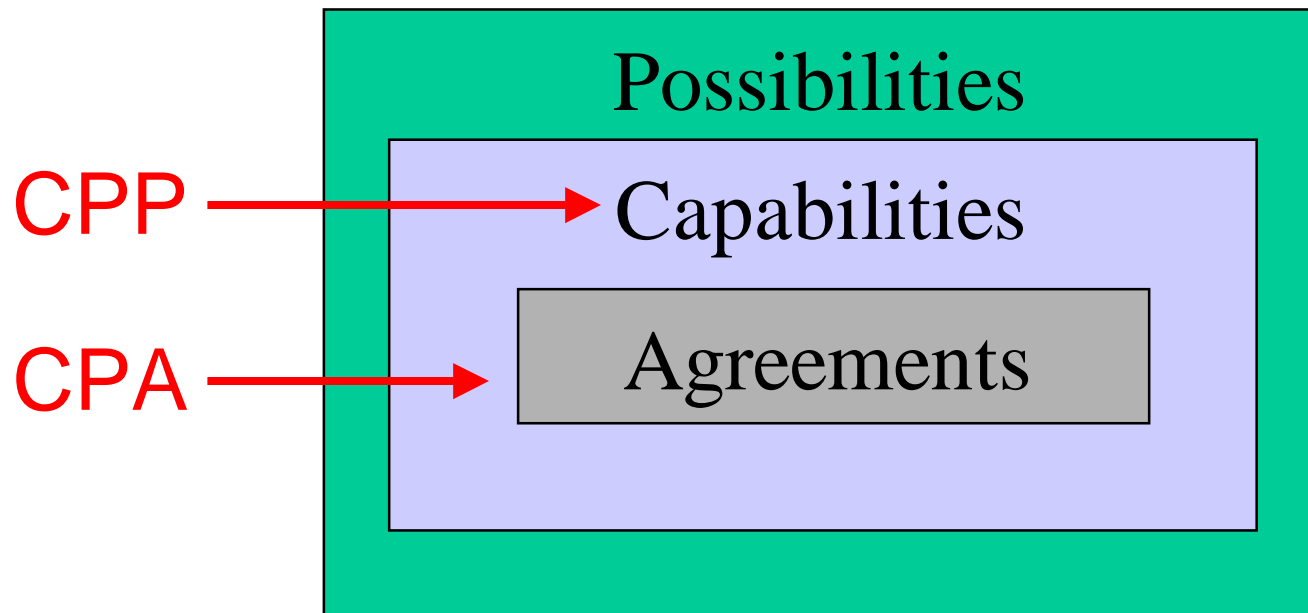 Possibilities
CPP
Capabilities
CPA
Agreements